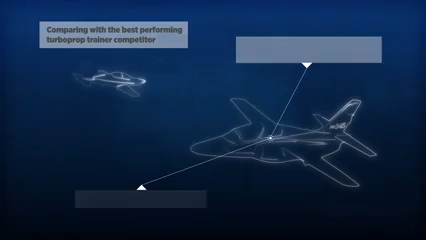 Comparing with the best performing
turboprop trainer competitor